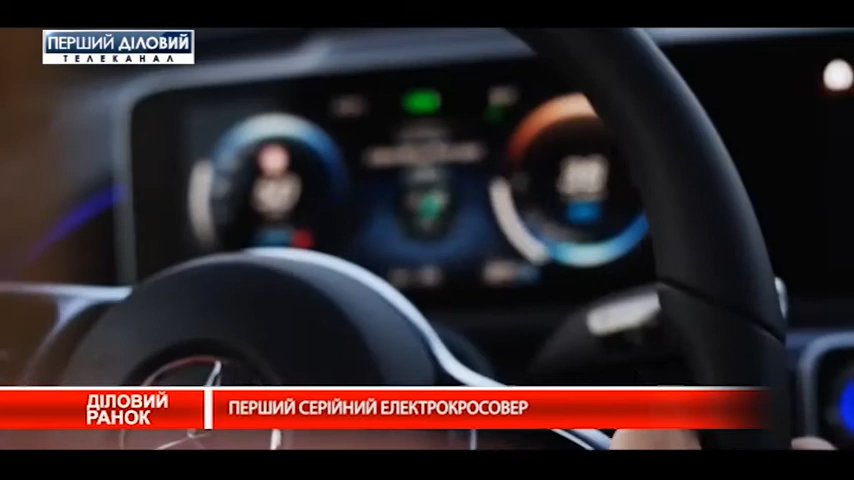 ПЕРШИЙ ДІЛОВИЙ
ТЕЛЕКАНАЛ
ДІЛОВИЙ
РАНОК
ПЕРШИЙ СЕРІЙНИЙ ЕЛЕКТРОКРОСОВЕР